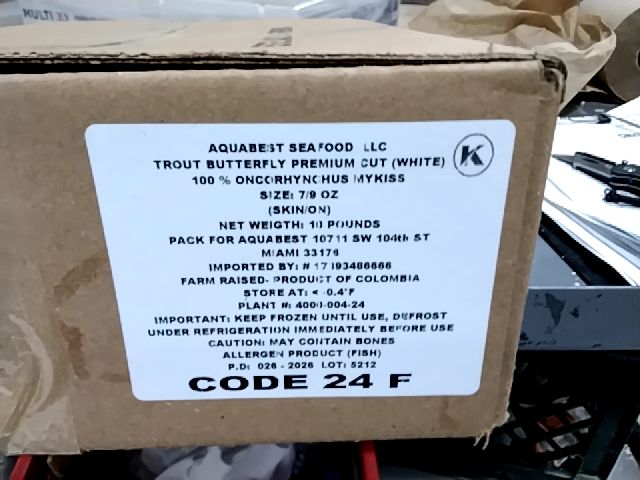 MULTI
AQUABEST SEAFOOD LLC
TROUT BUTTERFLY PREMIUM CUT (WHITE)
K
100 % ONCORHYNCHUS MYKISS
SIZE: 7/9 OZ
(SKIN/ON)
NET WEIGTH: 10 POUNDS
PACK FOR AQUABEST 10711 SW 104th ST
MIAMI 33176
IMPORTED BY: #
FARM RAISED- PRODUCT OF COLOMBIA
STORE AT: < -0.4°F
PLANT #: 4000-004-24
IMPORTANT: KEEP FROZEN UNTIL USE, DEFROST
UNDER REFRIGERATION IMMEDIATELY BEFORE USE
CAUTION: MAY CONTAIN BONES
ALLERGEN PRODUCT (FISH)
P.D: 026 - 2026 LOT: 5212
CODE 24 F